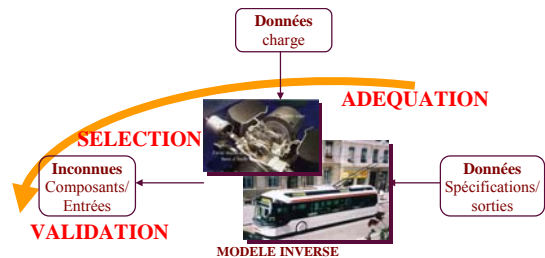 Données
charge
ADEQUATION
SELECTION
Inconnues
Composants/
Entrées
Données
Spécifications/
sorties
VALIDATION
MODELE INVERSE